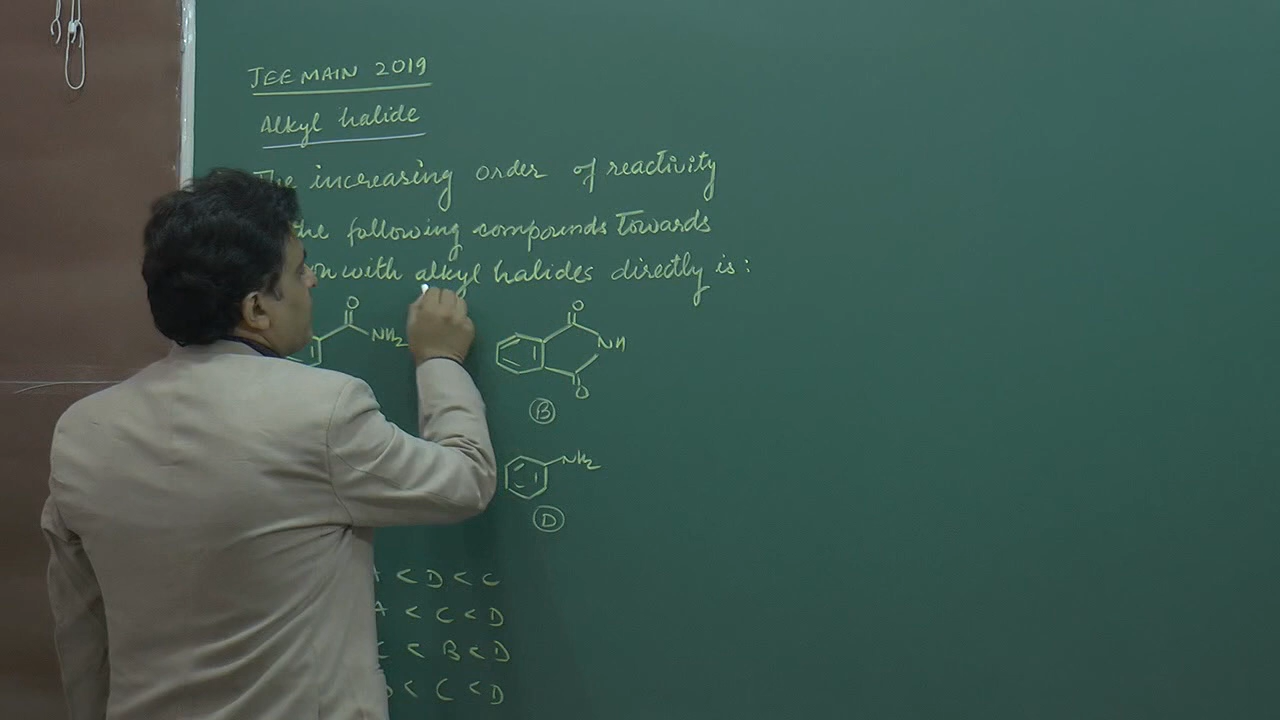 JEE MAIN 2019
Alkyl halide
The increasing order of reactivity
the following compounds Towards
with alkyl halides directly is:
O
NH2
O
NH
O
B
NH2
D
A < D < C
A < C < D
< B < D
< C < D